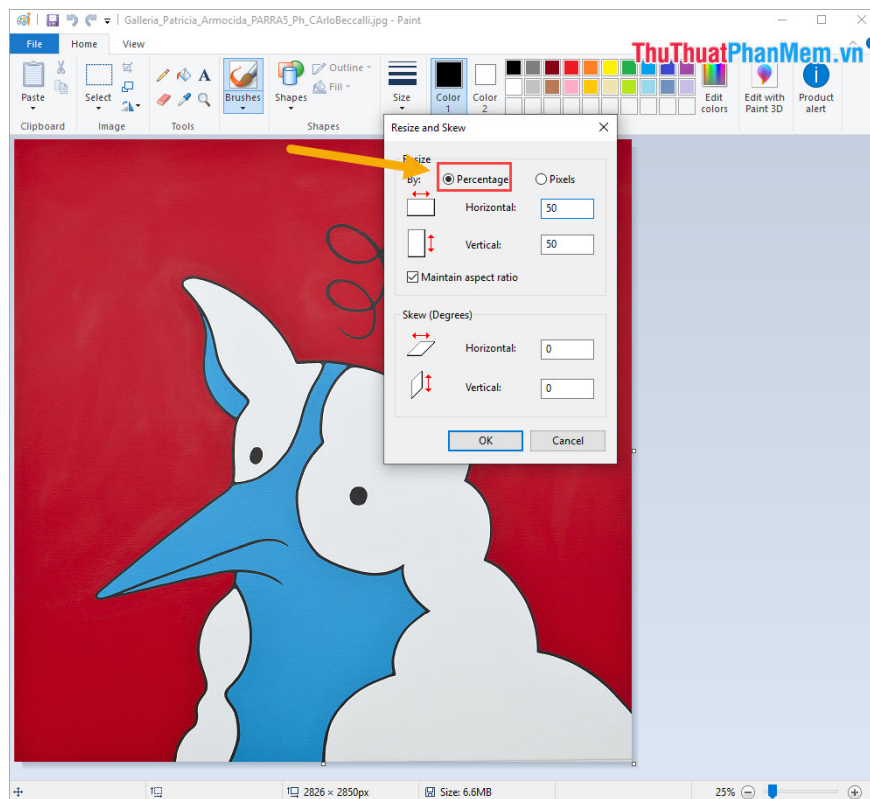 Galleria_Patricia_Armocida_PARRA5_Ph_CArloBeccalli.jpg - Paint
File Home View
ThuThuatPhanMem.vn
Outline
Fill
A
Paste Select Brushes Shapes Size Color 1 Color 2 Edit colors Edit with Paint 3D Product alert
Clipboard Image Tools Shapes
Resize and Skew
Resize
By: Percentage Pixels
Horizontal: 50
Vertical: 50
Maintain aspect ratio
Skew (Degrees)
Horizontal: 0
Vertical: 0
OK Cancel
2826 × 2850px Size: 6.6MB 25%